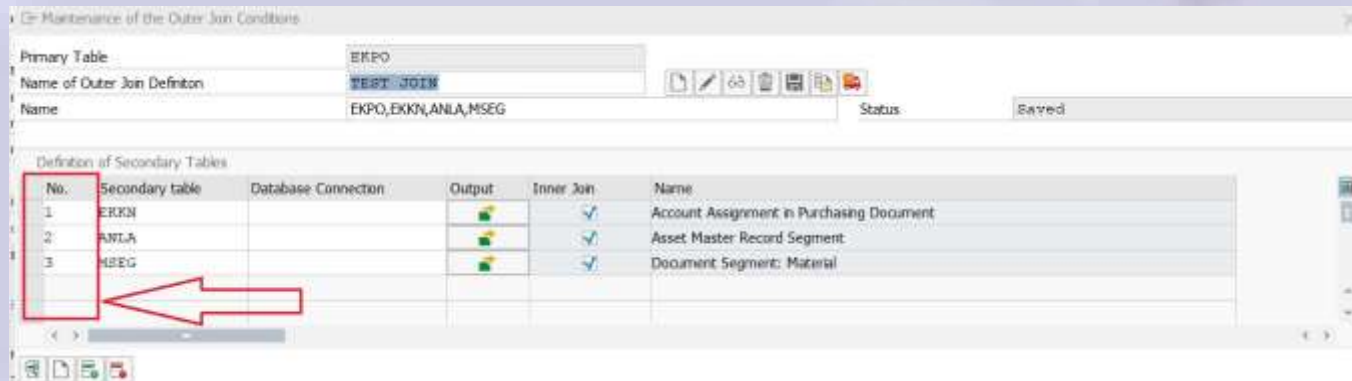 Maintenance of the Outer Join Conditions
Primary Table EKPO
Name of Outer Join Definiton TEST JOIN
Name EKPO,EKKN,ANLA,MSEG Status Saved
Definition of Secondary Tables
No. Secondary table Database Connection Output Inner Join Name
1 EKKN Account Assignment in Purchasing Document
2 ANLA Asset Master Record Segment
3 MSEG Document Segment: Material